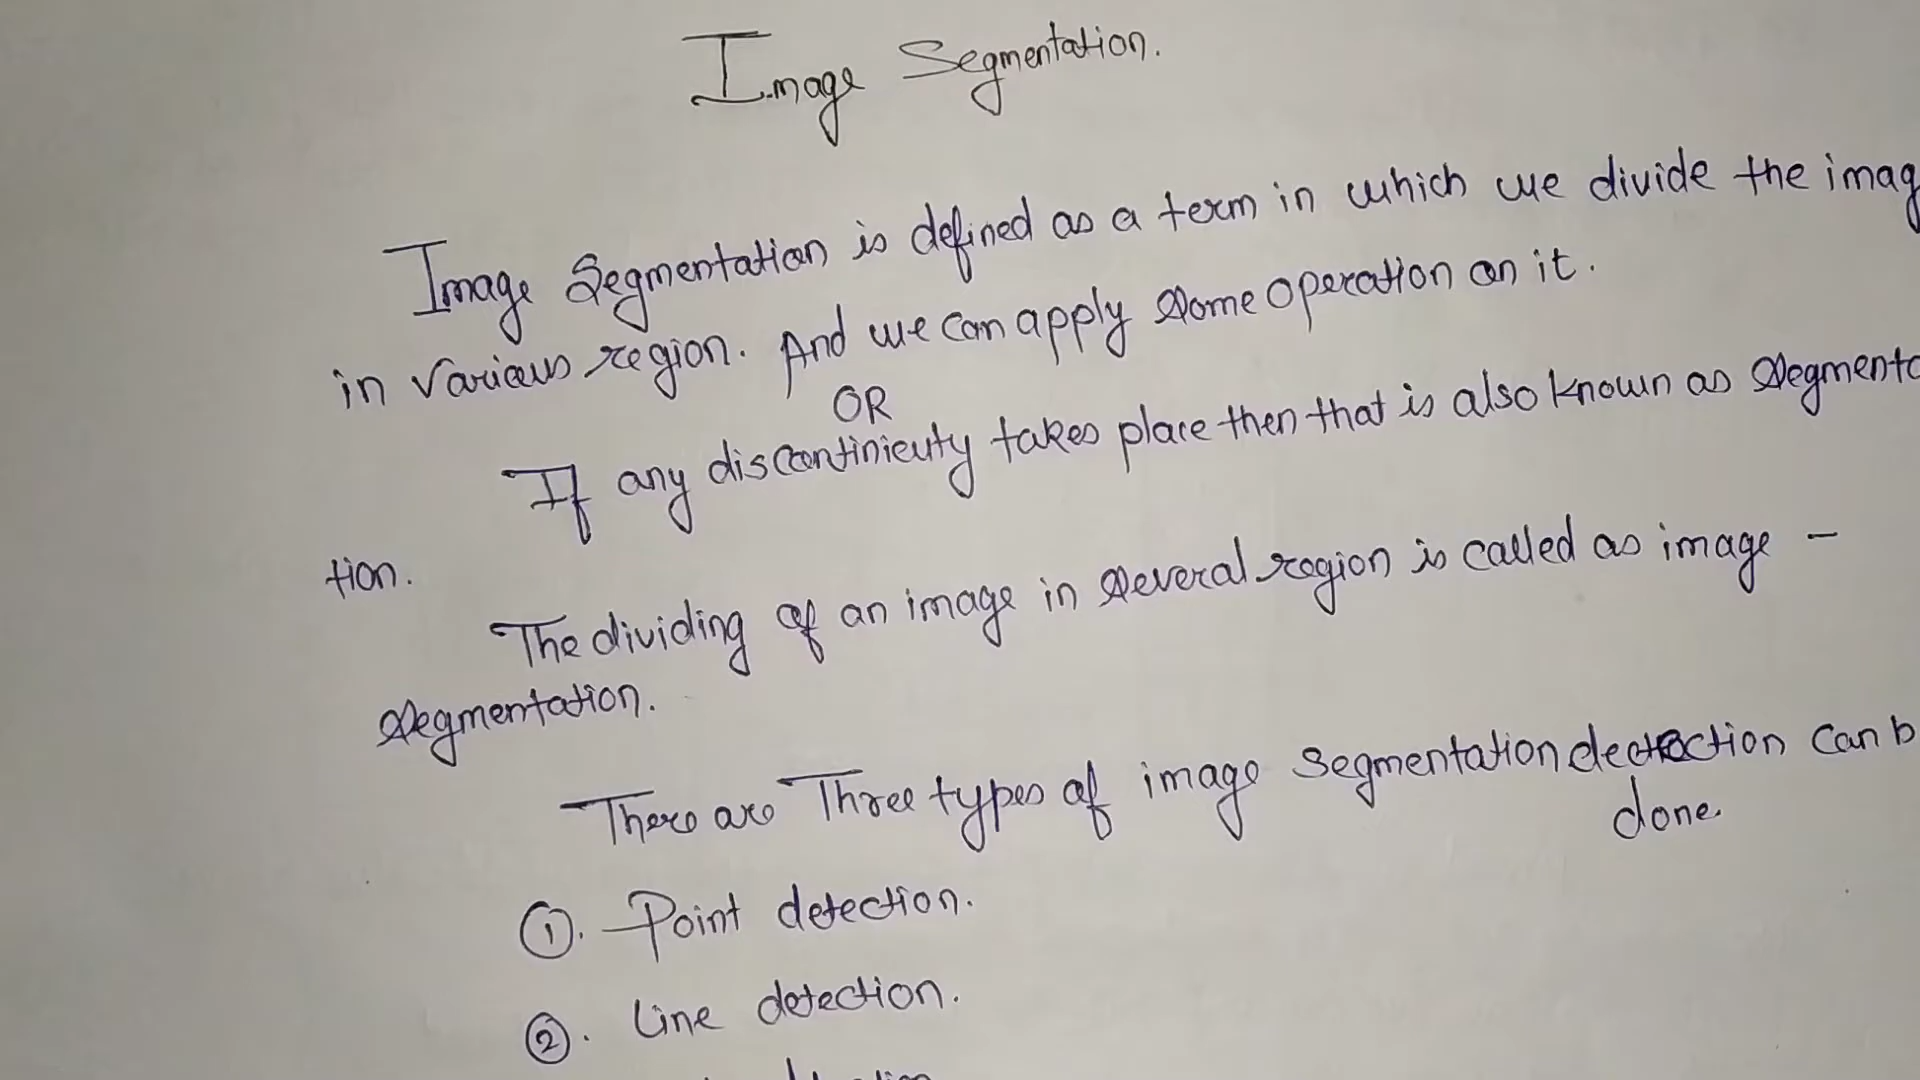 Image Segmentation.
Image Segmentation is defined as a term in which we divide the imag
in various region. And we can apply some operation on it.
OR
If any discontinieuty takes place then that is also known as segmenta
tion.
The dividing of an image in several region is called as image -
segmentation.
There are Three types of image segmentation dectection can b
done.
①. Point detection.
②. Line detection.